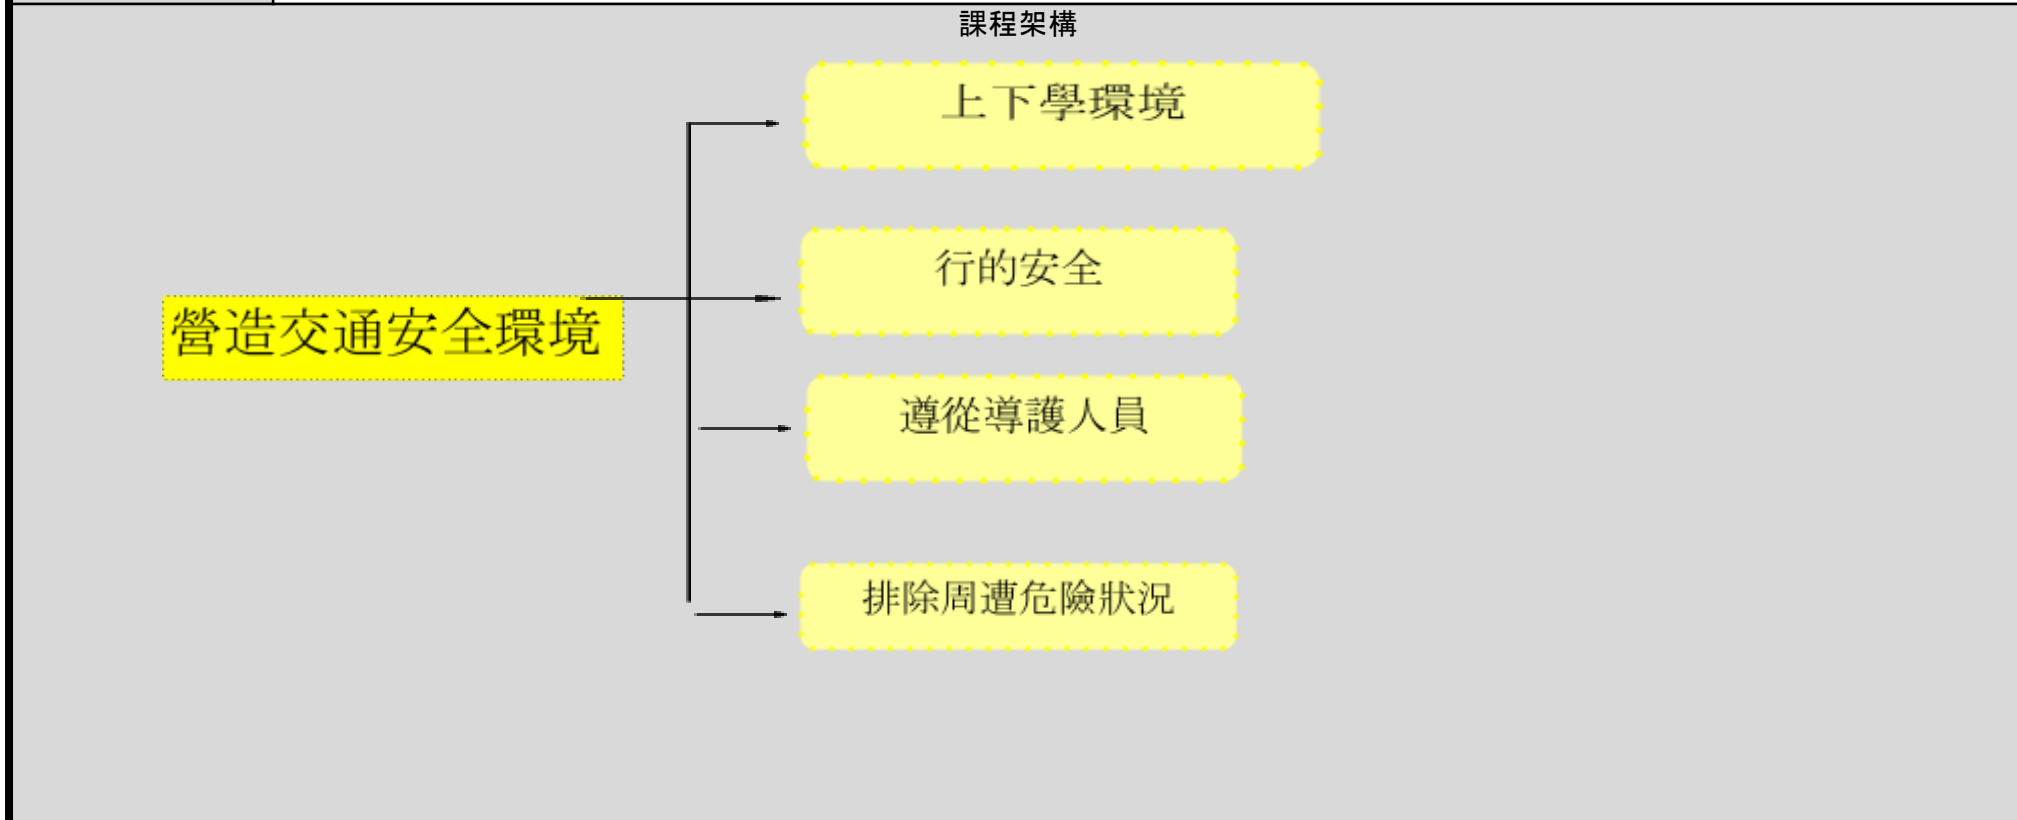 課程架構
上下學環境
行的安全
營造交通安全環境
遵從導護人員
排除周遭危險狀況